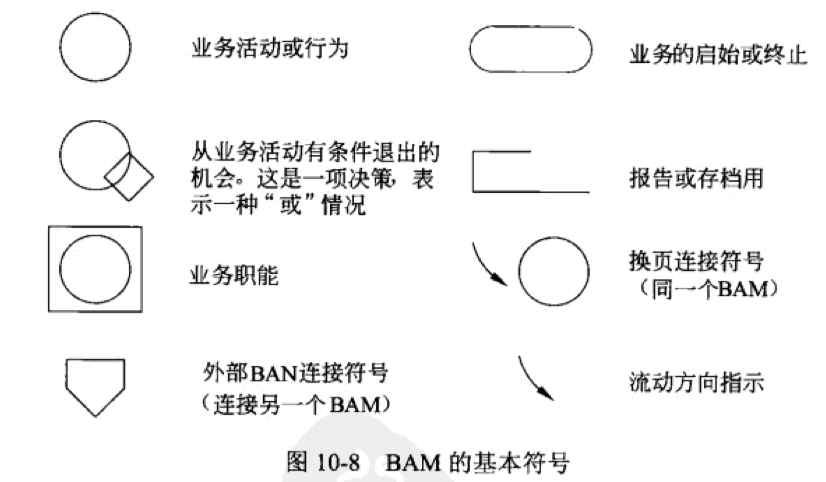 业务活动或行为
业务的启始或终止
从业务活动有条件退出的
机会。这是一项决策，表
示一种“或”情况
报告或存档用
业务职能
换页连接符号
（同一个BAM）
外部BAN连接符号
（连接另一个BAM）
流动方向指示
图 10-8 BAM 的基本符号